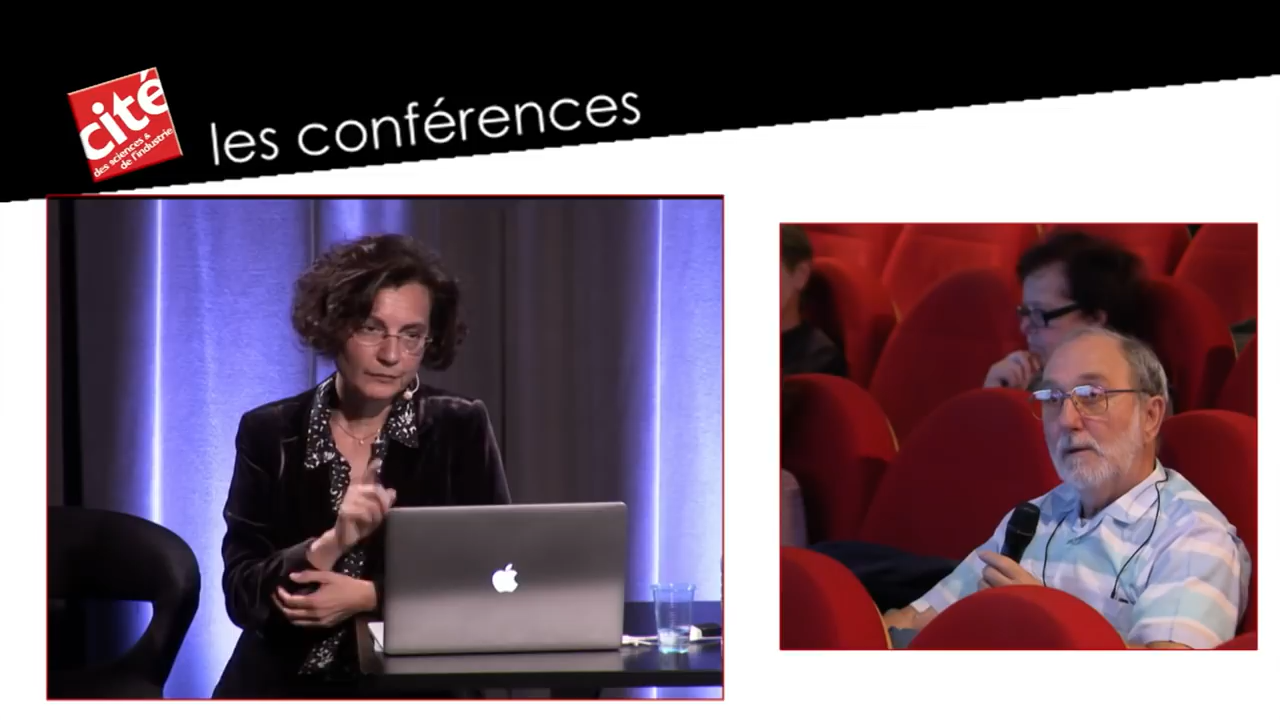 cité
des sciences &
de l'industrie
les conférences